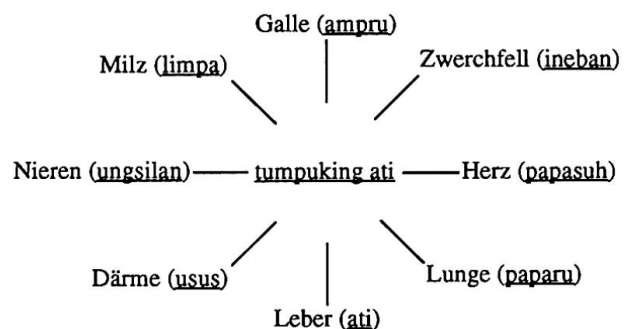 Galle (ampru)
Milz (limpa)
Zwerchfell (ineban)
Nieren (ungsilan)
tumpuking ati
Herz (papasuh)
Därme (usus)
Lunge (paparu)
Leber (ati)